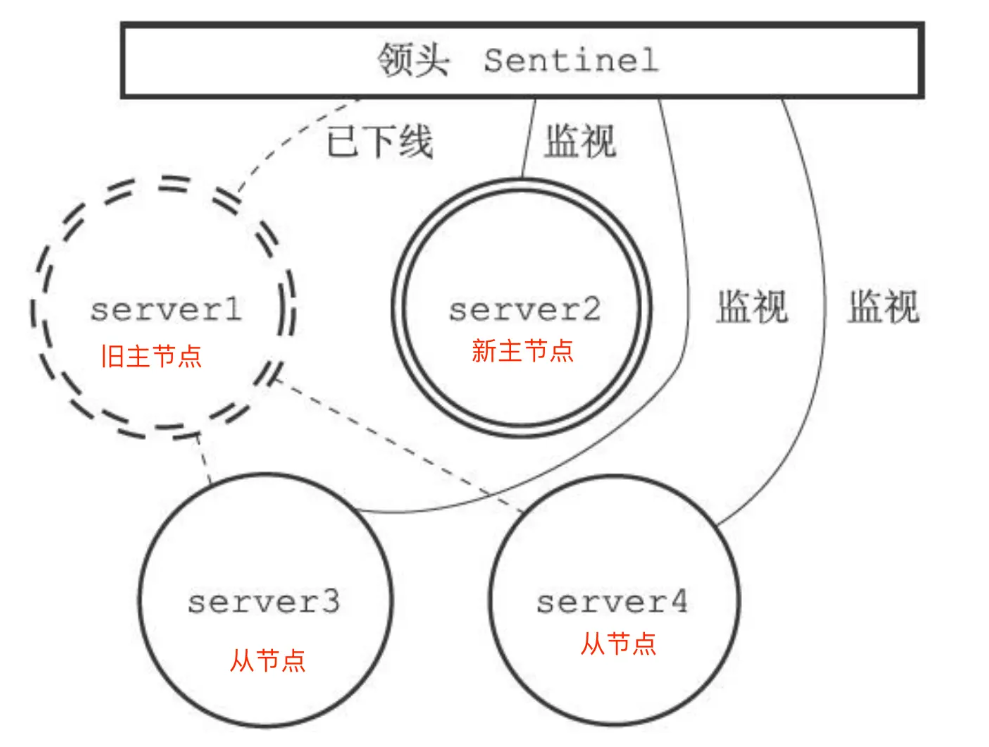 领头 Sentinel
已下线
监视
server1
旧主节点
server2
新主节点
监视
监视
server3
从节点
server4
从节点